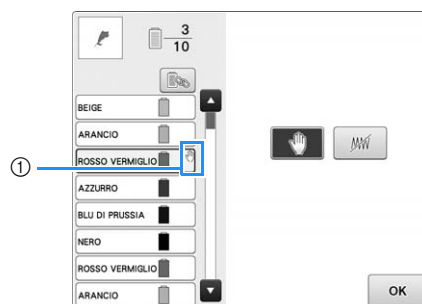 3
10
BEIGE
ARANCIO
ROSSO VERMIGLIO
①
AZZURRO
BLU DI PRUSSIA
NERO
ROSSO VERMIGLIO
ARANCIO
OK